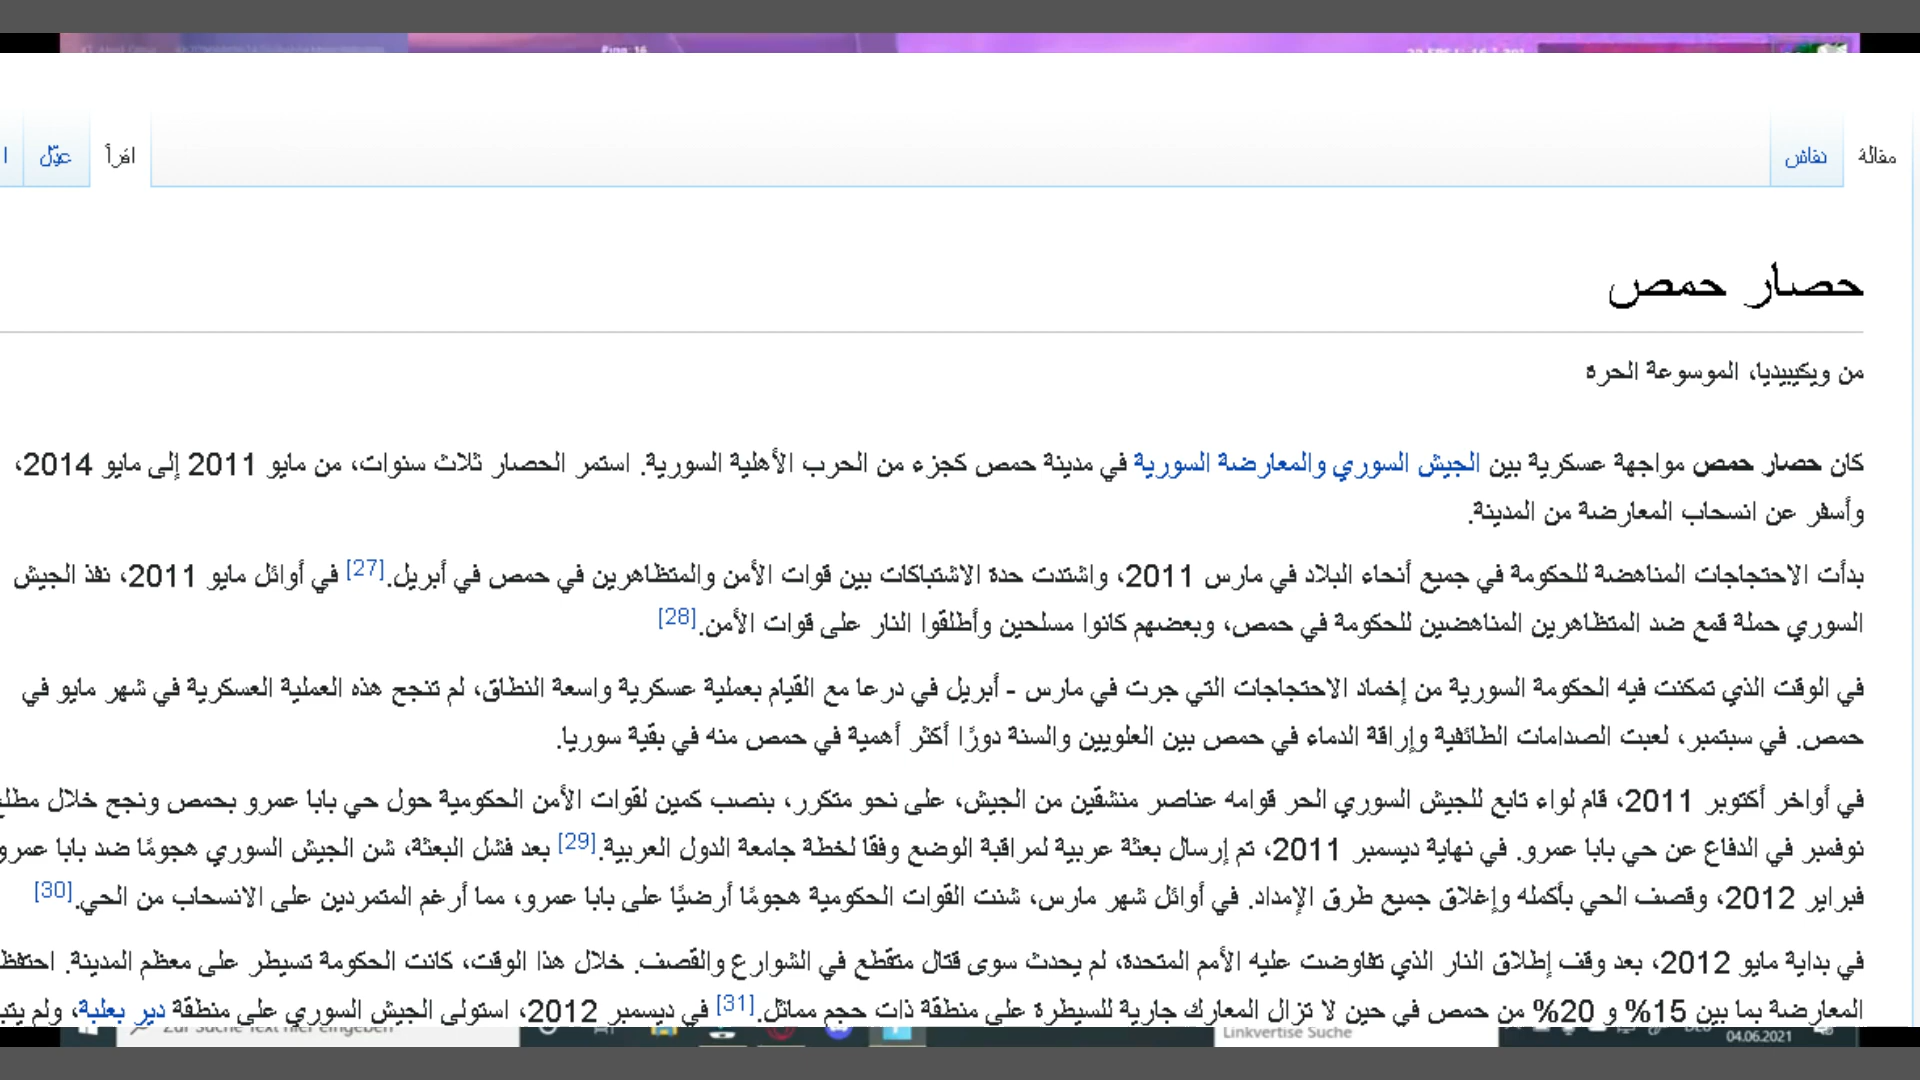 Ping: 16
مقالة
نقاش
اقرأ
عدّل
حصار حمص
من ويكيبيديا، الموسوعة الحرة
كان حصار حمص مواجهة عسكرية بين الجيش السوري والمعارضة السورية في مدينة حمص كجزء من الحرب الأهلية السورية. استمر الحصار ثلاث سنوات، من مايو 2011 إلى مايو 2014،
وأسفر عن انسحاب المعارضة من المدينة.
بدأت الاحتجاجات المناهضة للحكومة في جميع أنحاء البلاد في مارس 2011، واشتدت حدة الاشتباكات بين قوات الأمن والمتظاهرين في حمص في أبريل.[27] في أوائل مايو 2011، نفذ الجيش
السوري حملة قمع ضد المتظاهرين المناهضين للحكومة في حمص، وبعضهم كانوا مسلحين وأطلقوا النار على قوات الأمن.[28]
في الوقت الذي تمكنت فيه الحكومة السورية من إخماد الاحتجاجات التي جرت في مارس - أبريل في درعا مع القيام بعملية عسكرية واسعة النطاق، لم تنجح هذه العملية العسكرية في شهر مايو في
حمص. في سبتمبر، لعبت الصدامات الطائفية وإراقة الدماء في حمص بين العلويين والسنة دورًا أكثر أهمية في حمص منه في بقية سوريا.
في أواخر أكتوبر 2011، قام لواء تابع للجيش السوري الحر قوامه عناصر منشقين من الجيش، على نحو متكرر، بنصب كمين لقوات الأمن الحكومية حول حي بابا عمرو بحمص ونجح خلال مطلع
نوفمبر في الدفاع عن حي بابا عمرو. في نهاية ديسمبر 2011، تم إرسال بعثة عربية لمراقبة الوضع وفقًا لخطة جامعة الدول العربية.[29] بعد فشل البعثة، شن الجيش السوري هجومًا ضد بابا عمرو
فبراير 2012، وقصف الحي بأكمله وإغلاق جميع طرق الإمداد. في أوائل شهر مارس، شنت القوات الحكومية هجومًا أرضيًا على بابا عمرو، مما أرغم المتمردين على الانسحاب من الحي.[30]
في بداية مايو 2012، بعد وقف إطلاق النار الذي تفاوضت عليه الأمم المتحدة، لم يحدث سوى قتال متقطع في الشوارع والقصف. خلال هذا الوقت، كانت الحكومة تسيطر على معظم المدينة. احتفظ
المعارضة بما بين 15% و 20% من حمص في حين لا تزال المعارك جارية للسيطرة على منطقة ذات حجم مماثل.[31] في ديسمبر 2012، استولى الجيش السوري على منطقة دير بعلبة، ولم
Zur Suche Text hier eingeben
Linkvertise Suche
04.06.2021